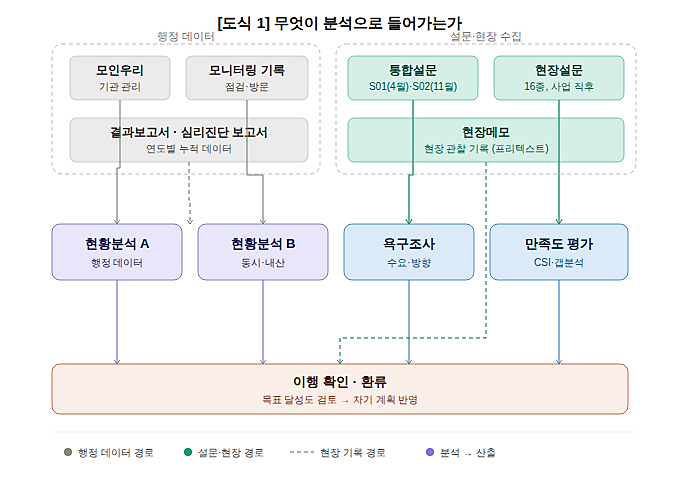 [도식 1] 무엇이 분석으로 들어가는가
행정 데이터
설문·현장 수집
모인우리
기관 관리
모니터링 기록
점검·방문
통합설문
S01(4월)·S02(11월)
현장설문
16종, 사업 직후
결과보고서 · 심리진단 보고서
연도별 누적 데이터
현장메모
현장 관찰 기록 (프리텍스트)
현황분석 A
행정 데이터
현황분석 B
동시·내산
욕구조사
수요·방향
만족도 평가
CSI·갭분석
이행 확인 · 환류
목표 달성도 검토 → 차기 계획 반영
행정 데이터 경로
설문·현장 경로
현장 기록 경로
분석 → 산출